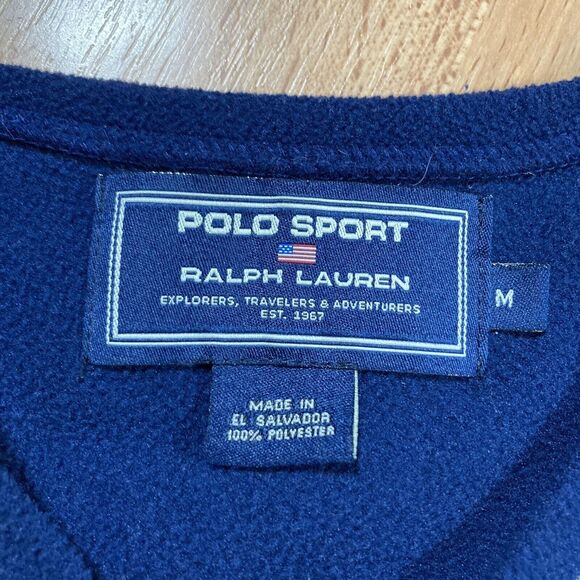 POLO SPORT
RALPH LAUREN
EXPLORERS, TRAVELERS & ADVENTURERS
EST. 1967
M
MADE IN
EL SALVADOR
100% POLYESTER